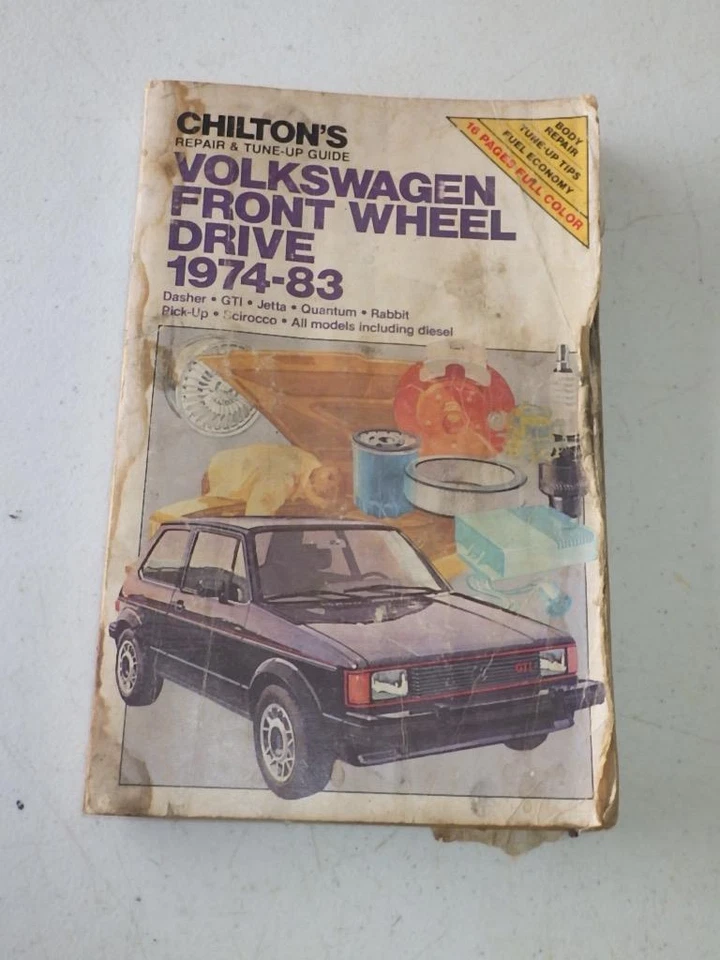 CHILTON'S
REPAIR & TUNE-UP GUIDE
VOLKSWAGEN
FRONT WHEEL
DRIVE
1974-83
Dasher • GTI • Jetta • Quantum • Rabbit
Pick-Up • Scirocco • All models including diesel
BODY
REPAIR
TUNE-UP TIPS
FUEL ECONOMY
16 PAGES FULL COLOR
GTI